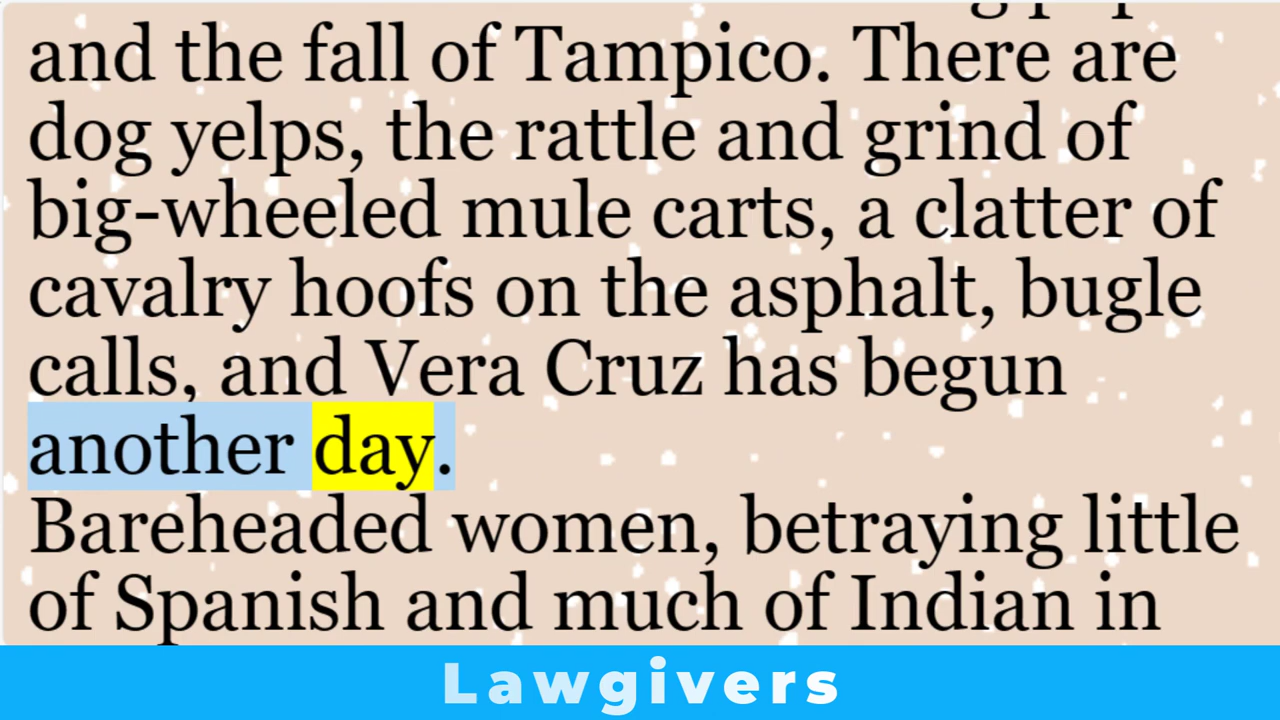 and the fall of Tampico. There are
dog yelps, the rattle and grind of
big-wheeled mule carts, a clatter of
cavalry hoofs on the asphalt, bugle
calls, and Vera Cruz has begun
another day.
Bareheaded women, betraying little
of Spanish and much of Indian in
Lawgivers